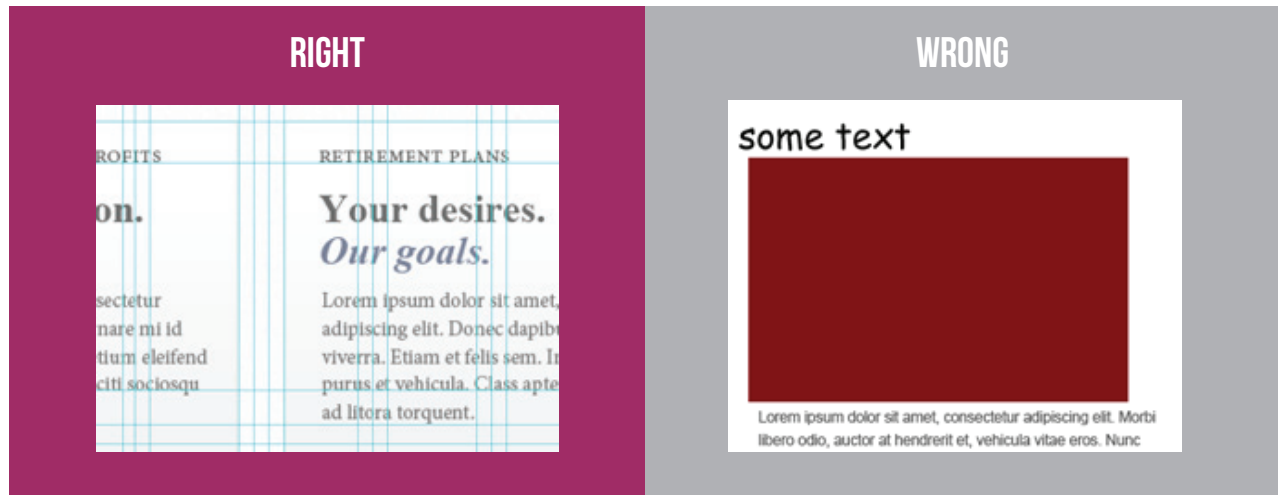 RIGHT
ROFITS
on.
sectetur
nare mi id
tium eleifend
citi sociosqu
RETIREMENT PLANS
Your desires.
Our goals.
Lorem ipsum dolor sit amet,
adipiscing elit. Donec dapibu
viverra. Etiam et felis sem. In
purus et vehicula. Class apte
ad litora torquent.
WRONG
some text
Lorem ipsum dolor sit amet, consectetur adipiscing elit. Morbi
libero odio, auctor at hendrerit et, vehicula vitae eros. Nunc